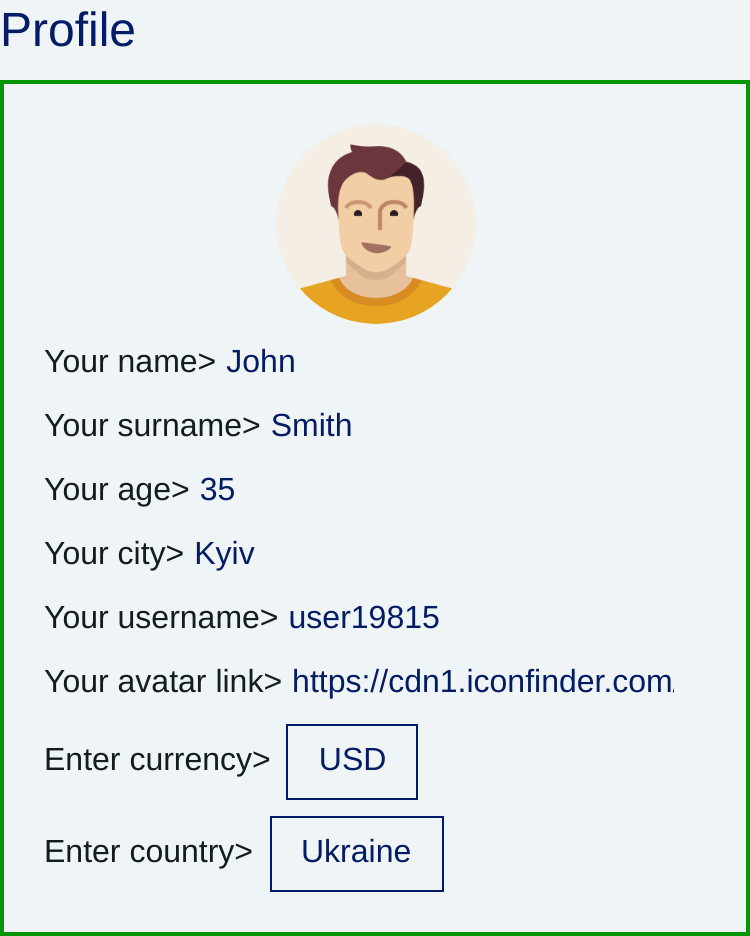 Profile
Your name> John
Your surname> Smith
Your age> 35
Your city> Kyiv
Your username> user19815
Your avatar link> https://cdn1.iconfinder.com
Enter currency> USD
Enter country> Ukraine